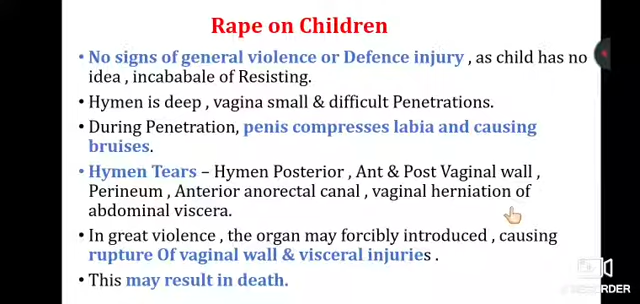 Rape on Children
• No signs of general violence or Defence injury , as child has no
idea , incababale of Resisting.
• Hymen is deep , vagina small & difficult Penetrations.
• During Penetration, penis compresses labia and causing
bruises.
• Hymen Tears – Hymen Posterior , Ant & Post Vaginal wall ,
Perineum , Anterior anorectal canal , vaginal herniation of
abdominal viscera.
• In great violence , the organ may forcibly introduced , causing
rupture Of vaginal wall & visceral injuries .
• This may result in death.